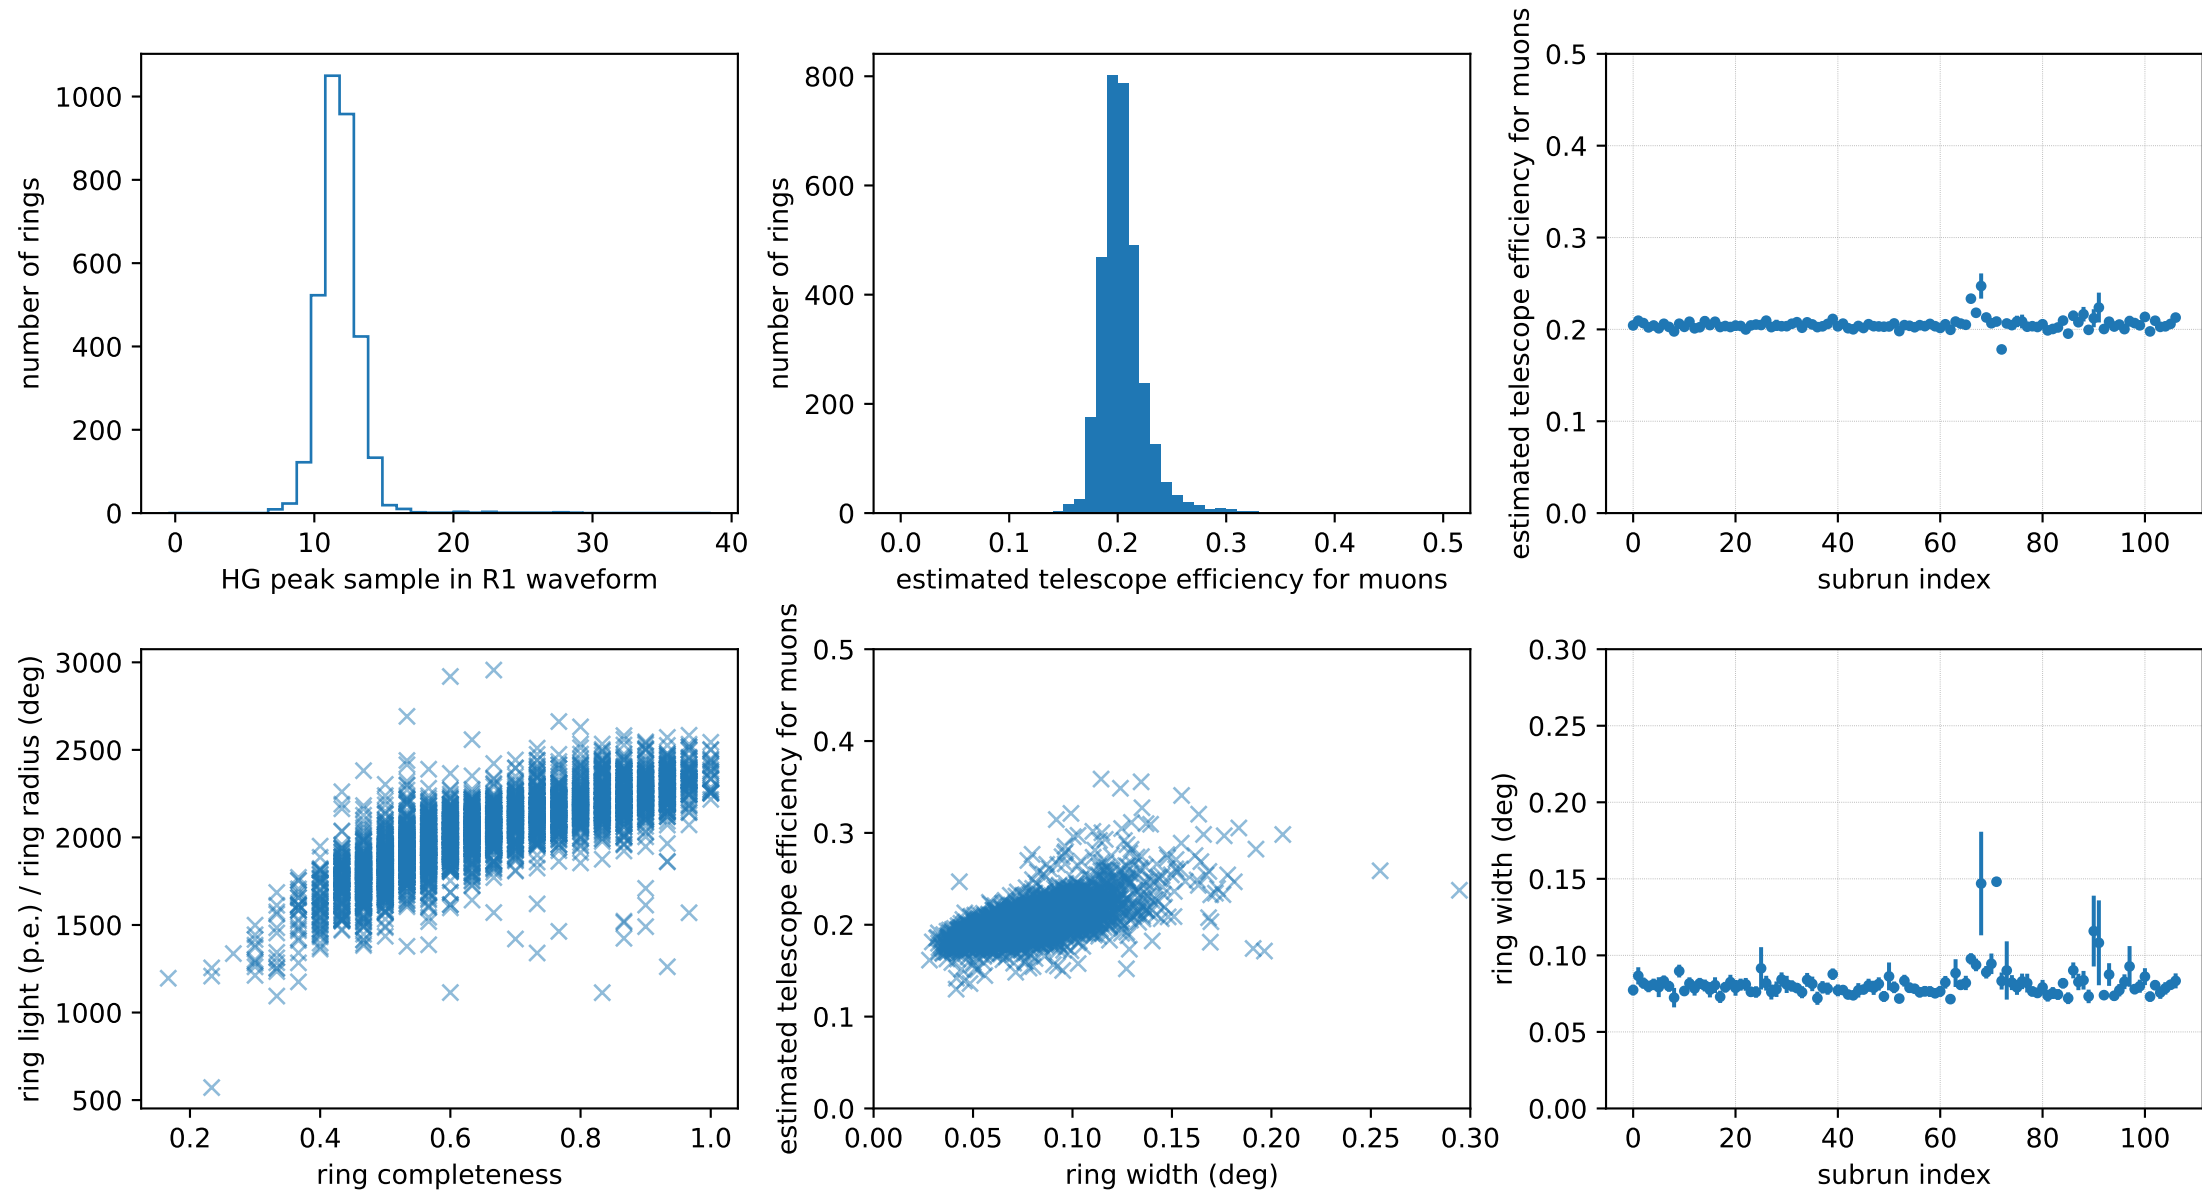 number of rings
1000
800
600
400
200
0
0 10 20 30 40
HG peak sample in R1 waveform
number of rings
800
600
400
200
0
0.0 0.1 0.2 0.3 0.4 0.5
estimated telescope efficiency for muons
estimated telescope efficiency for muons
0.5
0.4
0.3
0.2
0.1
0.0
0 20 40 60 80 100
subrun index
ring light (p.e.) / ring radius (deg)
3000
2500
2000
1500
1000
500
0.2 0.4 0.6 0.8 1.0
ring completeness
estimated telescope efficiency for muons
0.5
0.4
0.3
0.2
0.1
0.0
0.00 0.05 0.10 0.15 0.20 0.25 0.30
ring width (deg)
ring width (deg)
0.30
0.25
0.20
0.15
0.10
0.05
0.00
0 20 40 60 80 100
subrun index